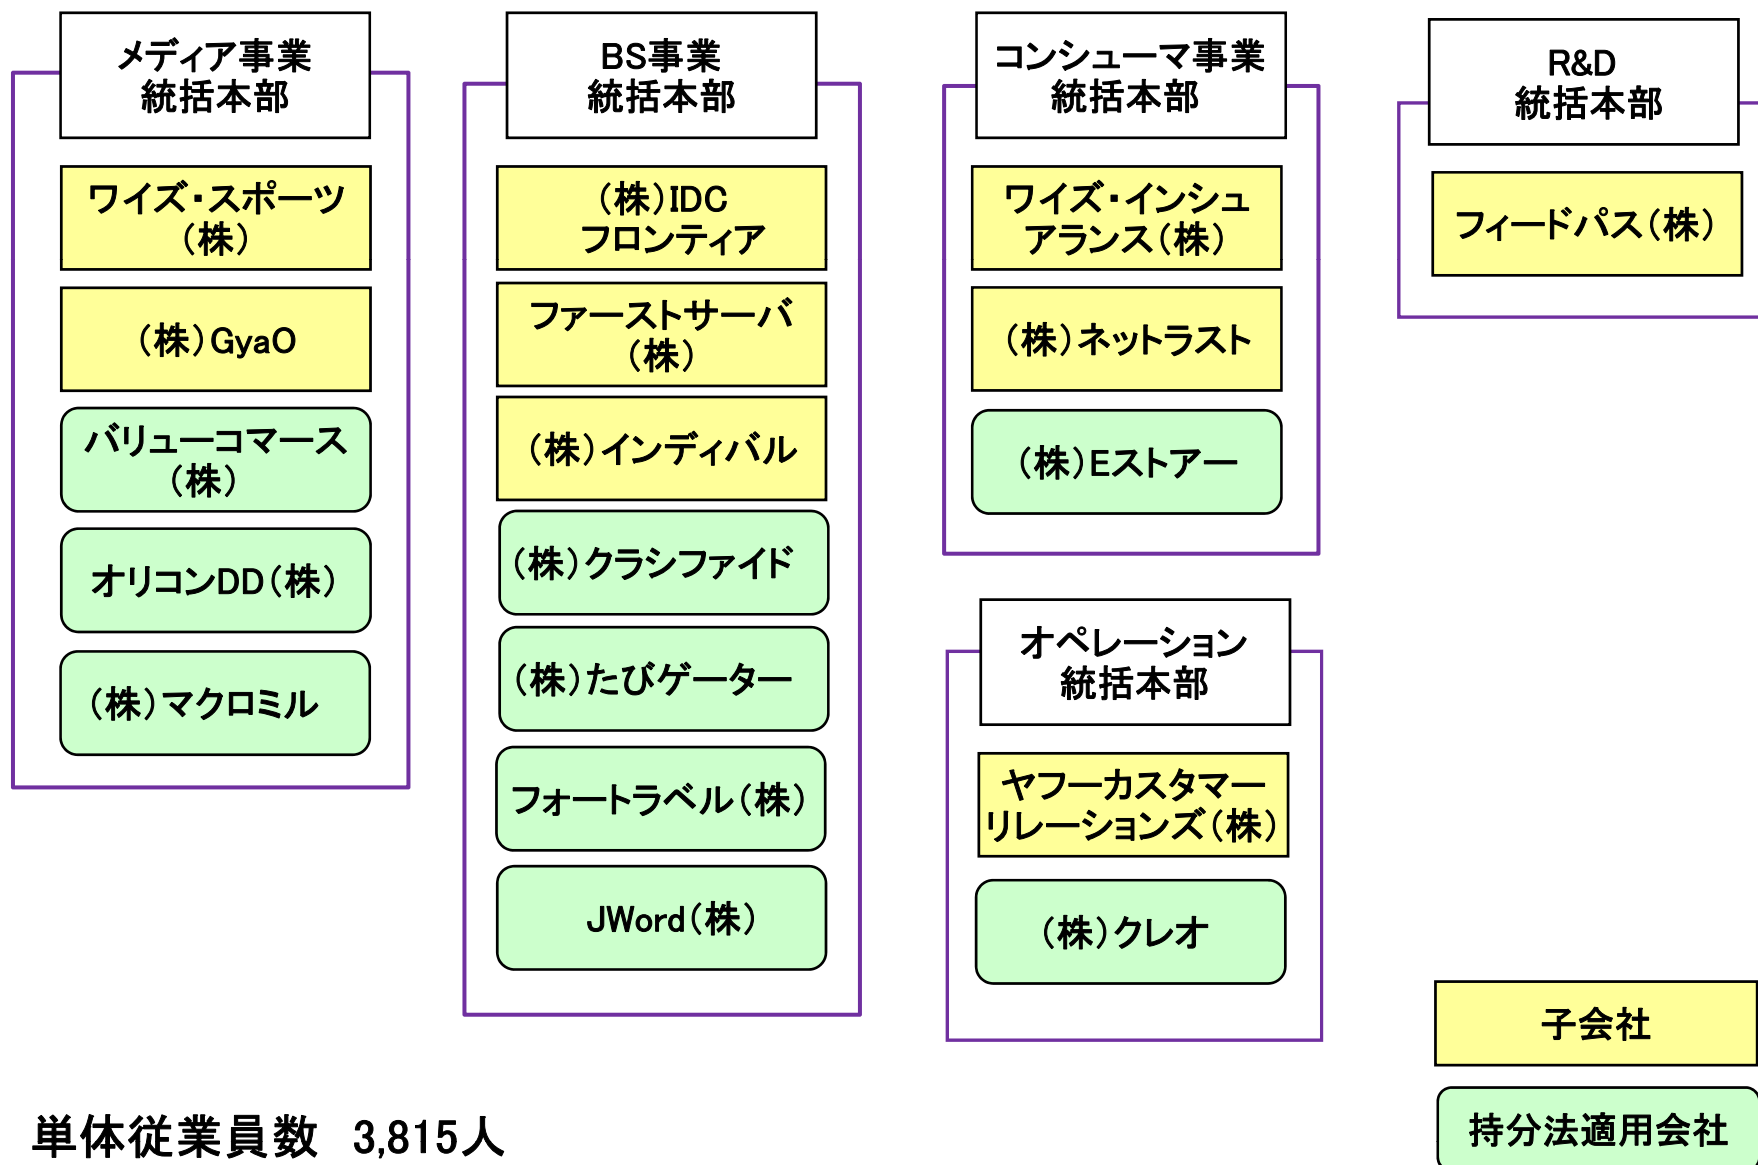 メディア事業
統括本部
ワイズ・スポーツ
(株)
(株)GyaO
バリューコマース
(株)
オリコンDD(株)
(株)マクロミル
BS事業
統括本部
(株)IDC
フロンティア
ファーストサーバ
(株)
(株)インディバル
(株)クラシファイド
(株)たびゲーター
フォートラベル(株)
JWord(株)
コンシューマ事業
統括本部
ワイズ・インシュ
アランス(株)
(株)ネットラスト
(株)Eストアー
オペレーション
統括本部
ヤフーカスタマー
リレーションズ(株)
(株)クレオ
R&D
統括本部
フィードパス(株)
子会社
持分法適用会社
単体従業員数 3,815人